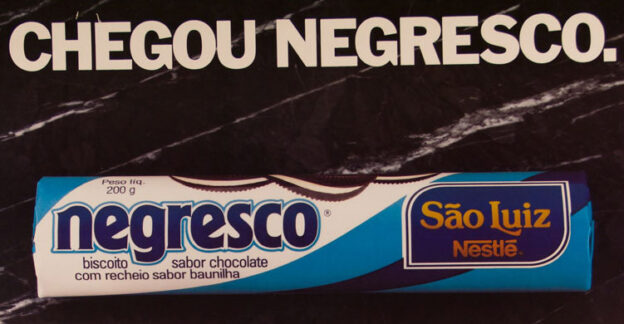 CHEGOU NEGRESCO.
Peso líq.
200 g
negresco®
biscoito sabor chocolate
com recheio sabor baunilha
São Luiz
Nestlé